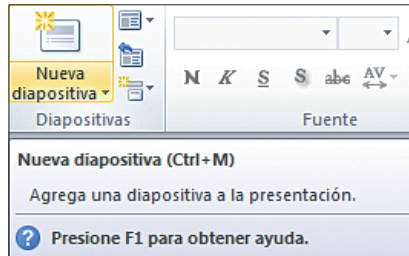 Nueva
diapositiva
Diapositivas
N K S S abc AV
Fuente
Nueva diapositiva (Ctrl+M)
Agrega una diapositiva a la presentación.
Presione F1 para obtener ayuda.